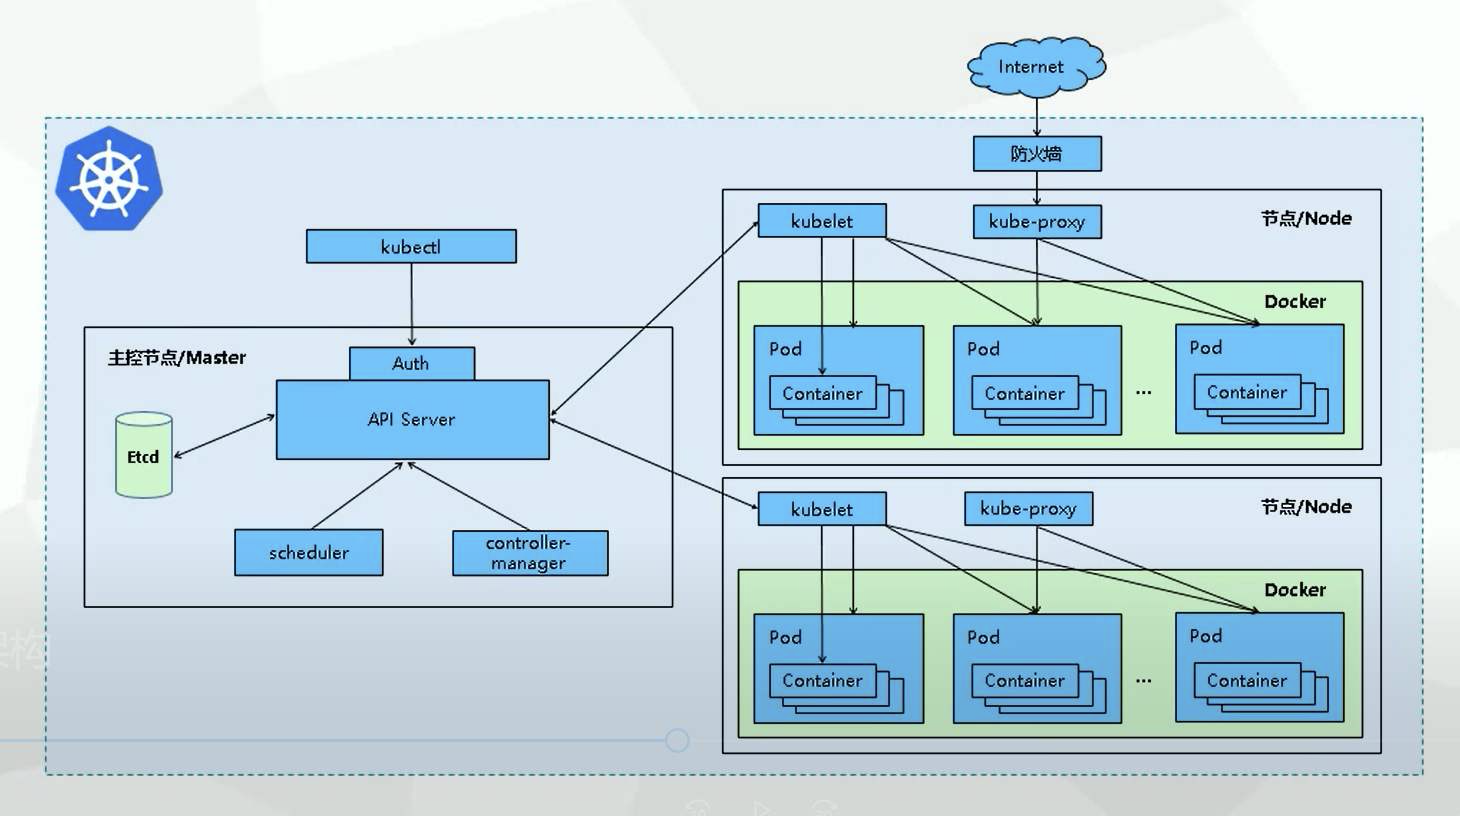 Internet
防火墙
kubelet
kube-proxy
节点/Node
kubectl
Docker
主控节点/Master
Auth
Pod
Pod
Pod
Container
Container
...
Container
API Server
Etcd
kubelet
kube-proxy
节点/Node
scheduler
controller-
manager
Docker
Pod
Pod
Pod
Container
Container
...
Container
架构